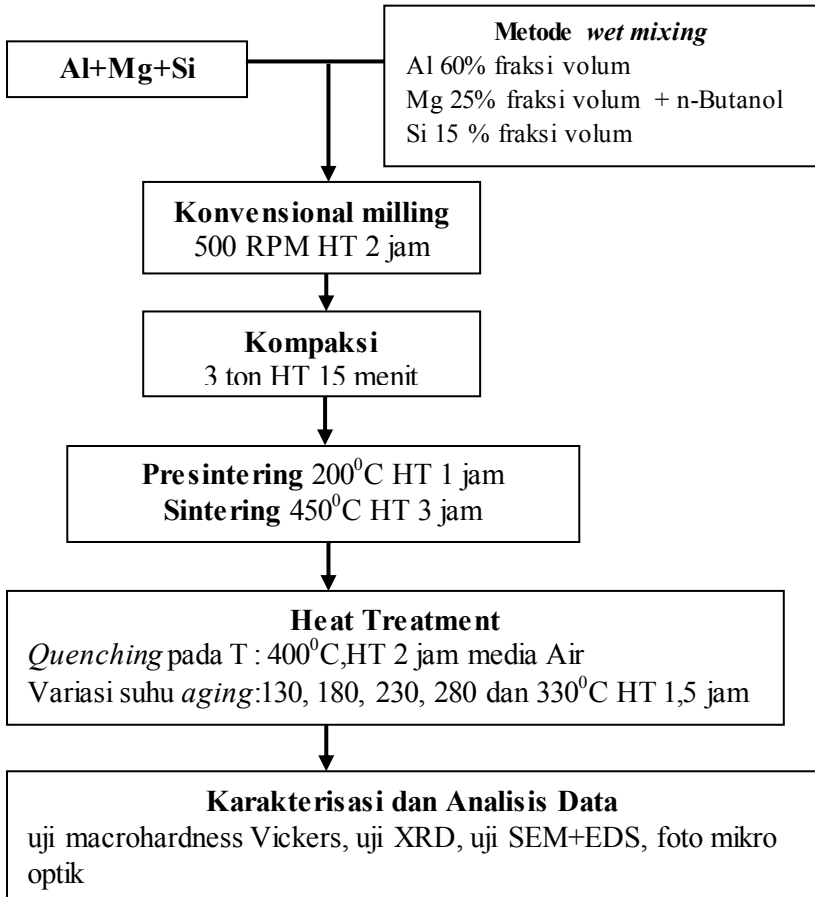 Al+Mg+Si
Metode wet mixing
Al 60% fraksi volum
Mg 25% fraksi volum + n-Butanol
Si 15 % fraksi volum
Konvensional milling
500 RPM HT 2 jam
Kompaksi
3 ton HT 15 menit
Presintering 200⁰C HT 1 jam
Sintering 450⁰C HT 3 jam
Heat Treatment
Quenching pada T : 400⁰C,HT 2 jam media Air
Variasi suhu aging:130, 180, 230, 280 dan 330⁰C HT 1,5 jam
Karakterisasi dan Analisis Data
uji macrohardness Vickers, uji XRD, uji SEM+EDS, foto mikro
optik